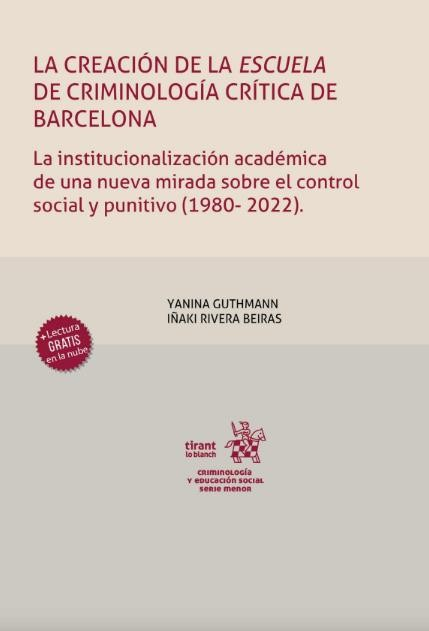 LA CREACIÓN DE LA ESCUELA
DE CRIMINOLOGÍA CRÍTICA DE
BARCELONA
La institucionalización académica
de una nueva mirada sobre el control
social y punitivo (1980- 2022).
YANINA GUTHMANN
IÑAKI RIVERA BEIRAS
+Lectura
GRATIS
en la nube
tirant
lo blanch
CRIMINOLOGÍA
Y EDUCACIÓN SOCIAL
SERIE MENOR